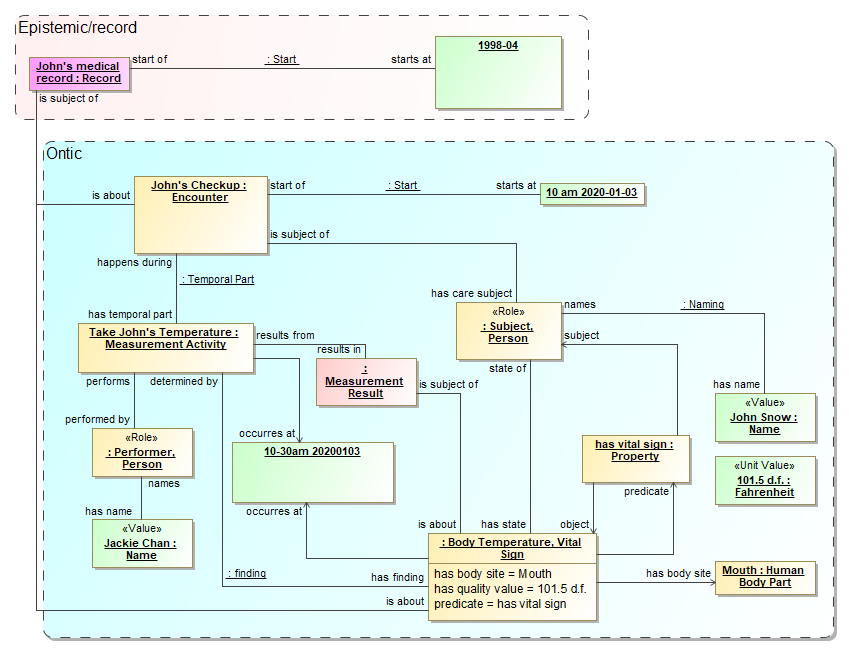 Epistemic/record
John's medical
record : Record
start of
: Start
starts at
1998-04
is subject of
Ontic
John's Checkup :
Encounter
start of
: Start
starts at
10 am 2020-01-03
is about
is subject of
happens during
: Temporal Part
has temporal part
has care subject
Take John's Temperature :
Measurement Activity
results from
results in
«Role»
: Subject,
Person
names
: Naming
subject
:
Measurement
Result
state of
performs
determined by
is subject of
has name
«Value»
John Snow :
Name
performed by
occurres at
«Role»
: Performer,
Person
10-30am 20200103
has vital sign :
Property
«Unit Value»
101.5 d.f. :
Fahrenheit
names
predicate
has name
occurres at
«Value»
Jackie Chan :
Name
is about
has state
object
: Body Temperature, Vital
Sign
has body site = Mouth
has quality value = 101.5 d.f.
predicate = has vital sign
: finding
has finding
has body site
Mouth : Human
Body Part
is about